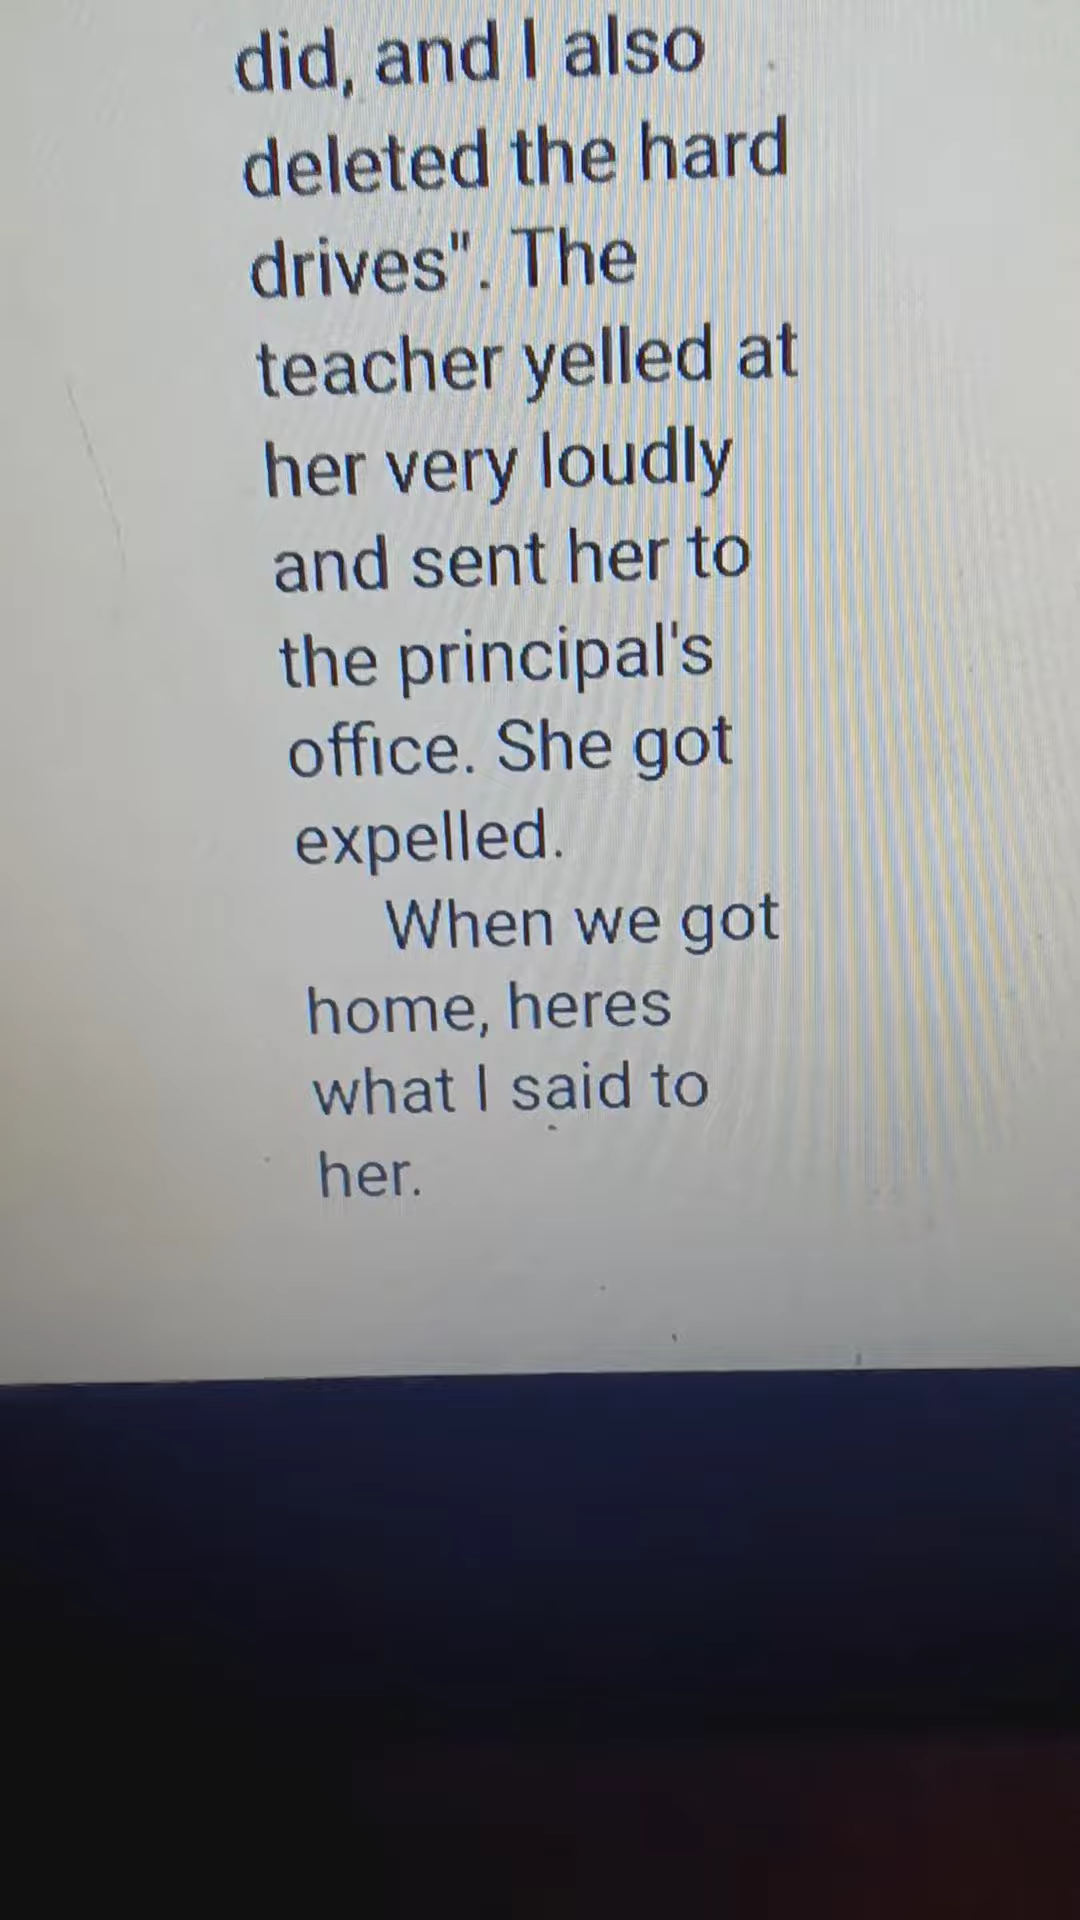 did, and I also
deleted the hard
drives". The
teacher yelled at
her very loudly
and sent her to
the principal's
office. She got
expelled.
When we got
home, heres
what I said to
her.